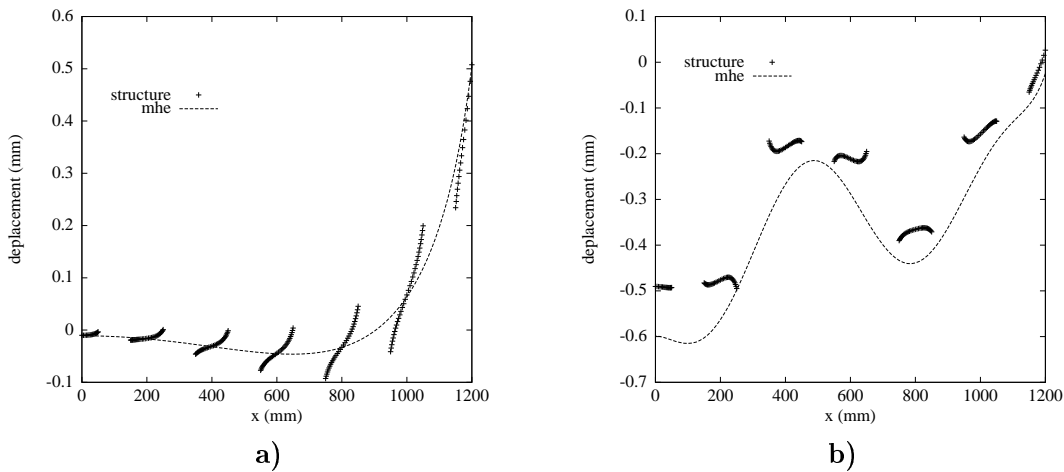 0.6
0.5
0.4
0.3
0.2
0.1
0
-0.1
0 200 400 600 800 1000 1200
deplacement (mm)
x (mm)
structure
mhe
a)
0.1
0
-0.1
-0.2
-0.3
-0.4
-0.5
-0.6
-0.7
0 200 400 600 800 1000 1200
deplacement (mm)
x (mm)
structure
mhe
b)